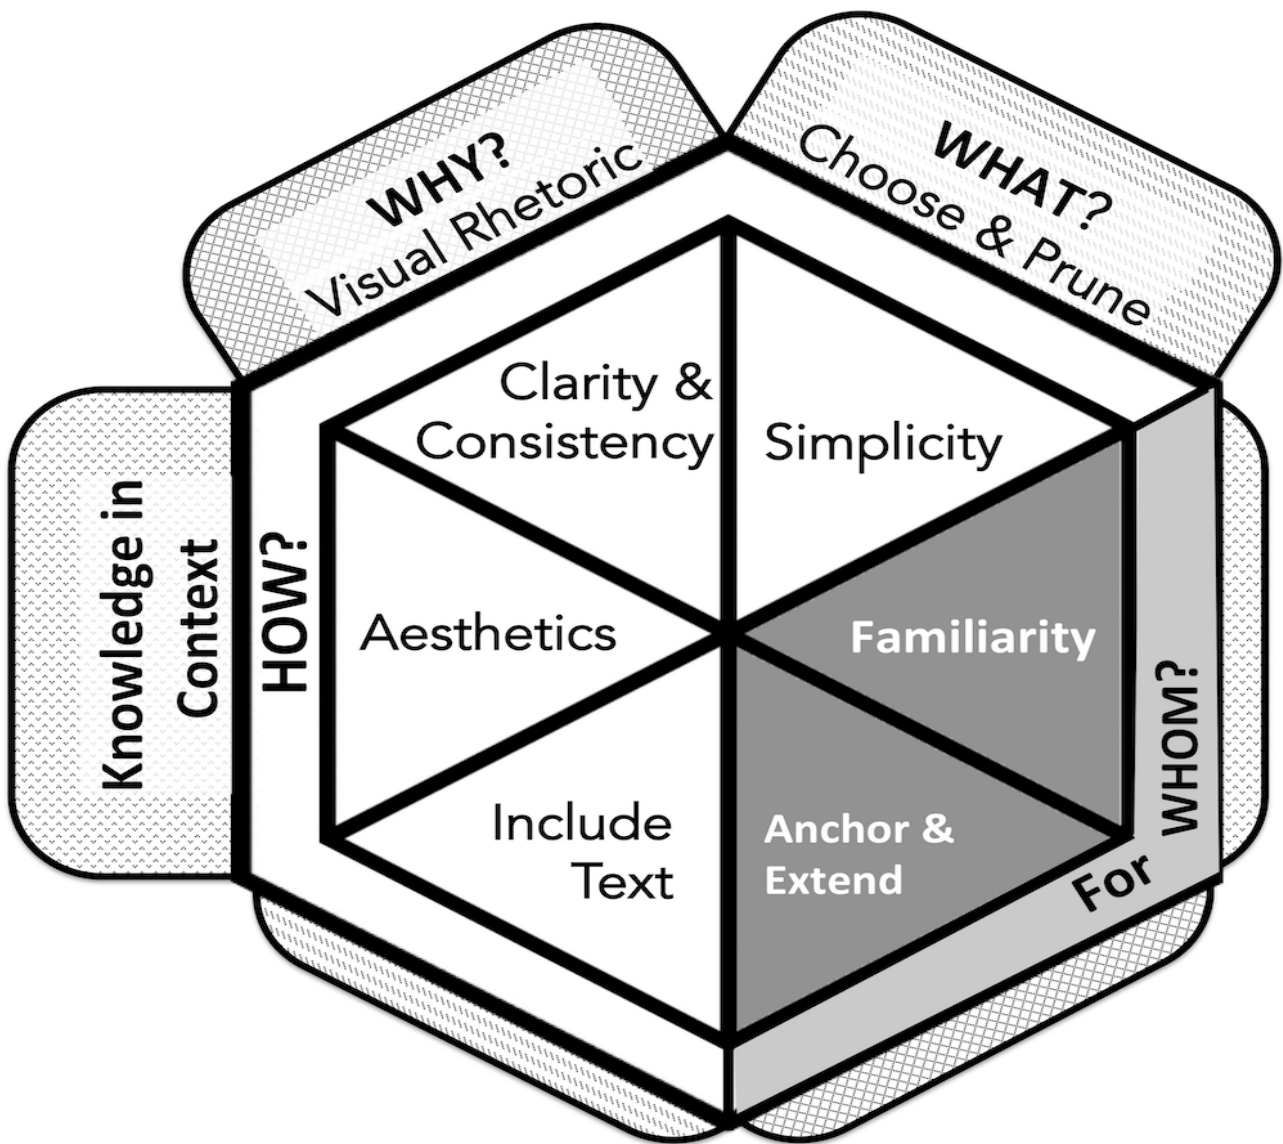 WHY?
Visual Rhetoric
WHAT?
Choose & Prune
Knowledge in
Context
HOW?
Clarity &
Consistency
Simplicity
Aesthetics
Familiarity
Include
Text
Anchor &
Extend
For WHOM?